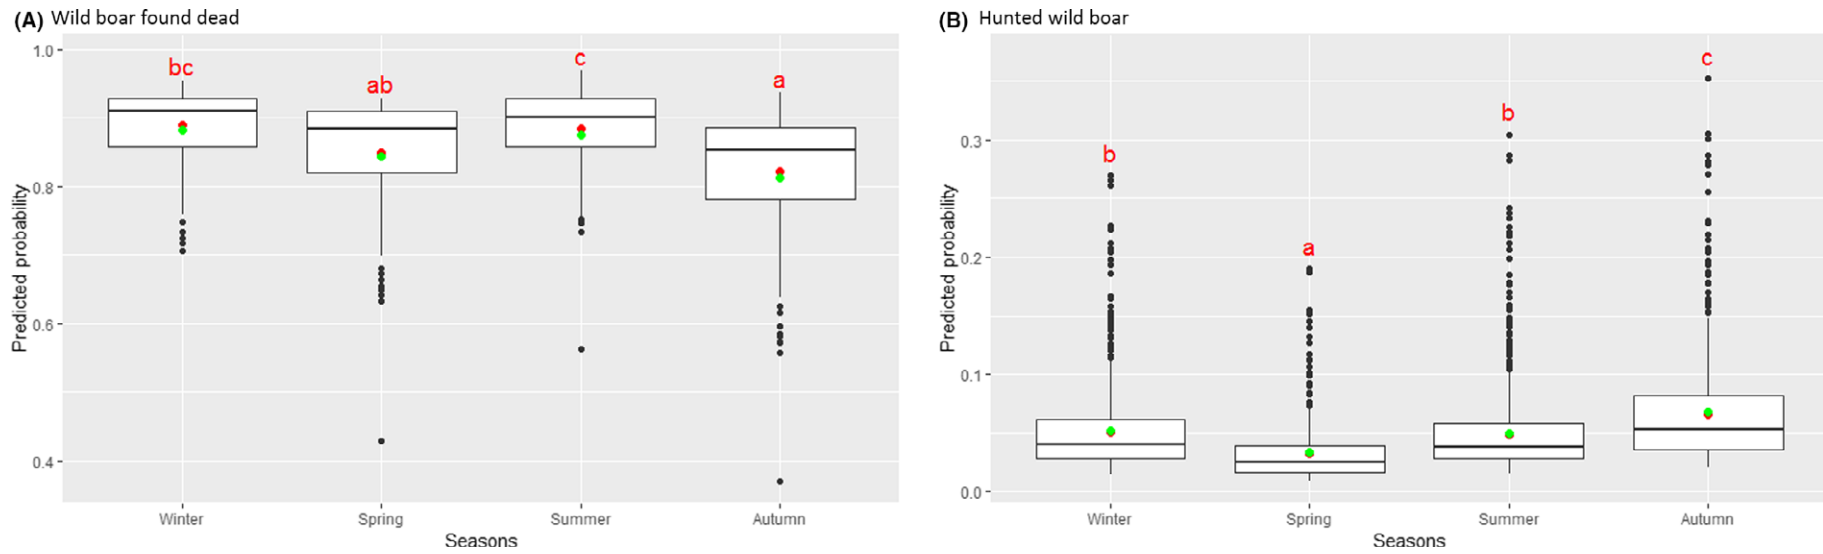 (A) Wild boar found dead
Predicted probability
1.0
0.8
0.6
0.4
bc
ab
c
a
Winter
Spring
Summer
Autumn
Seasons
(B) Hunted wild boar
Predicted probability
0.3
0.2
0.1
0.0
b
a
b
c
Winter
Spring
Summer
Autumn
Seasons